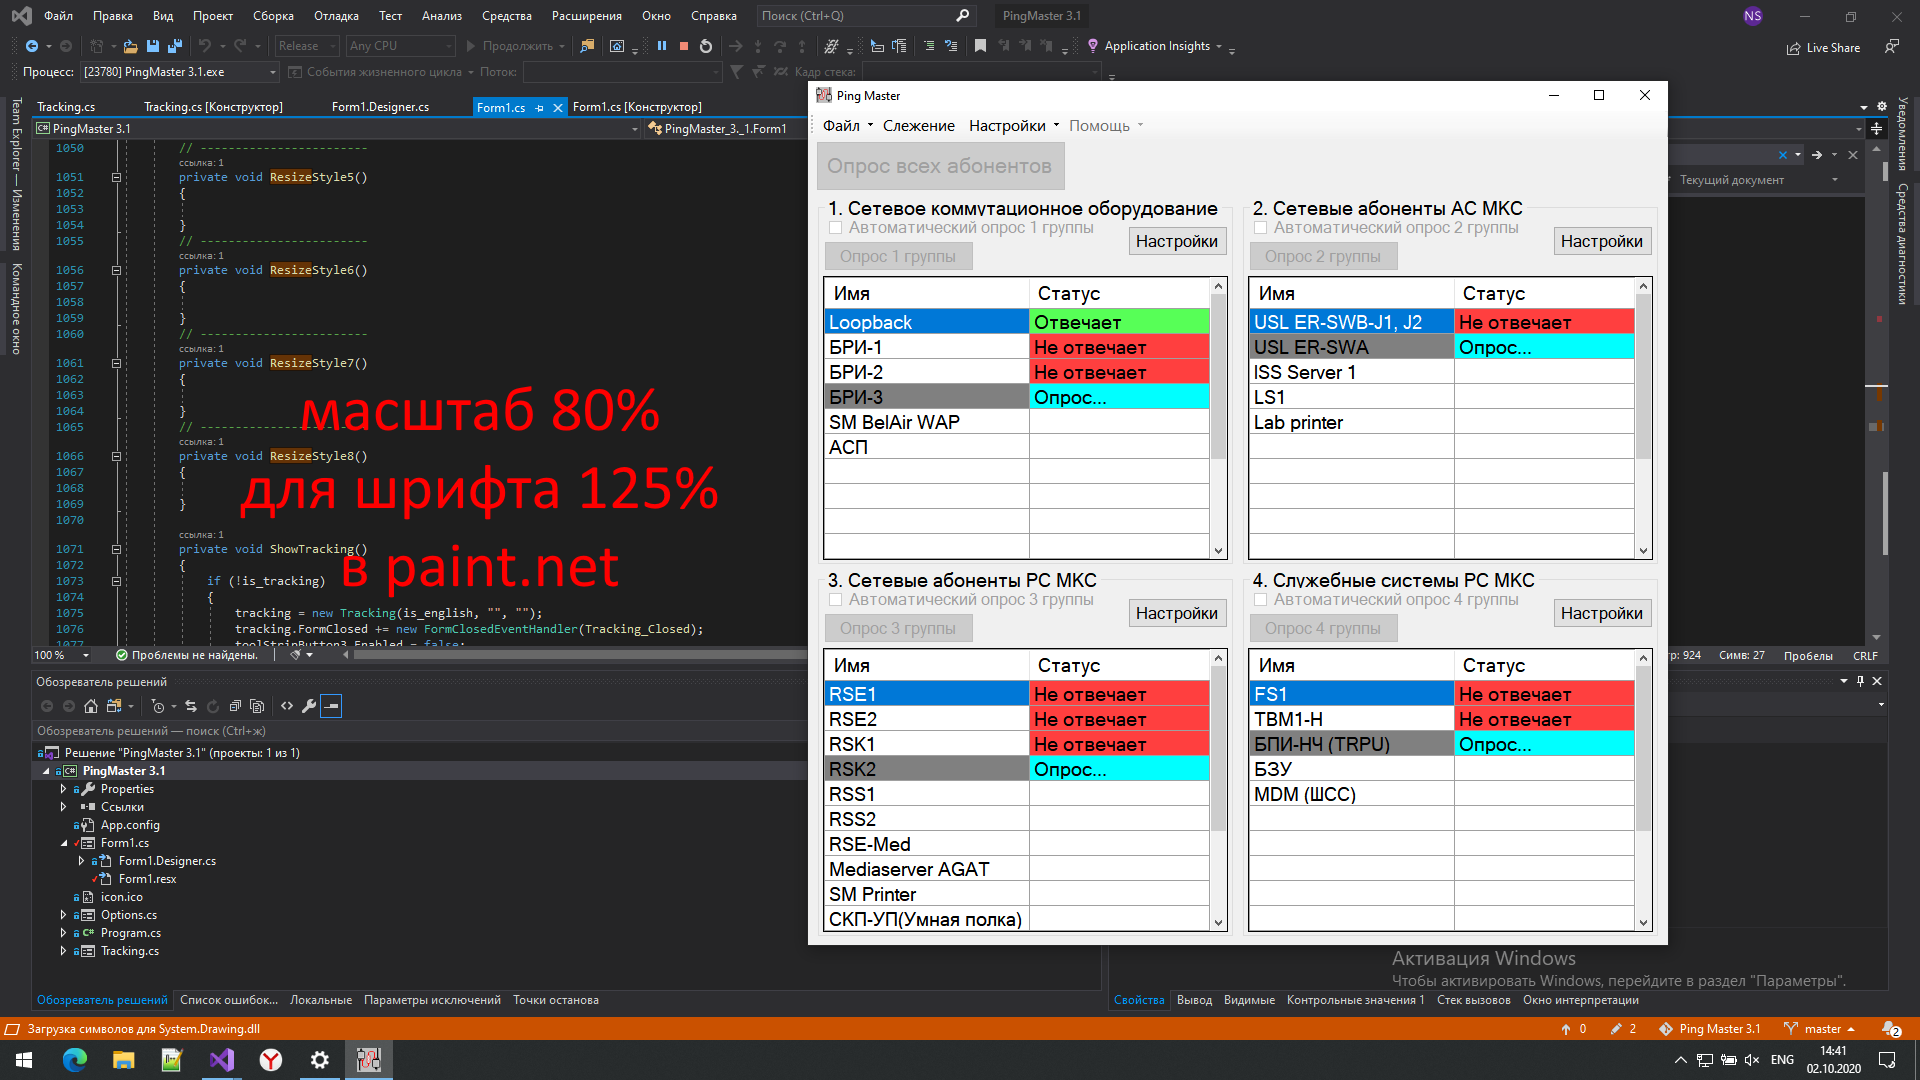 Файл Правка Вид Проект Сборка Отладка Тест Анализ Средства Расширения Окно Справка Поиск (Ctrl+Q) PingMaster 3.1 NS
Release Any CPU Продолжить Application Insights Live Share
Процесс: [23780] PingMaster 3.1.exe События жизненного цикла Поток: Кадр стека:
Team Explorer — Изменения
Командное окно
Tracking.cs Tracking.cs [Конструктор] Form1.Designer.cs Form1.cs Form1.cs [Конструктор]
PingMaster 3.1 PingMaster_3._1.Form1
1050 // ------------------------
ссылка: 1
1051 private void ResizeStyle5()
1052 {
1053
1054 }
1055 // ------------------------
ссылка: 1
1056 private void ResizeStyle6()
1057 {
1058
1059 }
1060 // ------------------------
ссылка: 1
1061 private void ResizeStyle7()
1062 {
1063
1064 }
1065 // ------------------------
ссылка: 1
1066 private void ResizeStyle8()
1067 {
1068
1069 }
1070
ссылка: 1
1071 private void ShowTracking()
1072 {
1073 if (!is_tracking)
1074 {
1075 tracking = new Tracking(is_english, "", "");
1076 tracking.FormClosed += new FormClosedEventHandler(Tracking_Closed);
1077 toolStripButton3.Enabled = false;
масштаб 80%
для шрифта 125%
в paint.net
100 % Проблемы не найдены.
Ping Master
Файл Слежение Настройки Помощь
Опрос всех абонентов
1. Сетевое коммутационное оборудование
Автоматический опрос 1 группы
Опрос 1 группы Настройки
Имя Статус
Loopback Отвечает
БРИ-1 Не отвечает
БРИ-2 Не отвечает
БРИ-3 Опрос...
SM BelAir WAP
АСП
2. Сетевые абоненты АС МКС
Автоматический опрос 2 группы
Опрос 2 группы Настройки
Имя Статус
USL ER-SWB-J1, J2 Не отвечает
USL ER-SWA Опрос...
ISS Server 1
LS1
Lab printer
3. Сетевые абоненты РС МКС
Автоматический опрос 3 группы
Опрос 3 группы Настройки
Имя Статус
RSE1 Не отвечает
RSE2 Не отвечает
RSK1 Не отвечает
RSK2 Опрос...
RSS1
RSS2
RSE-Med
Mediaserver AGAT
SM Printer
СКП-УП(Умная полка)
4. Служебные системы РС МКС
Автоматический опрос 4 группы
Опрос 4 группы Настройки
Имя Статус
FS1 Не отвечает
ТВМ1-Н Не отвечает
БПИ-НЧ (TRPU) Опрос...
БЗУ
MDM (ШСС)
Текущий документ
Уведомления
Средства диагностики
924 Симв: 27 Пробелы CRLF
Обозреватель решений
Обозреватель решений — поиск (Ctrl+ж)
Решение "PingMaster 3.1" (проекты: 1 из 1)
PingMaster 3.1
Properties
Ссылки
App.config
Form1.cs
Form1.Designer.cs
Form1.resx
icon.ico
Options.cs
Program.cs
Tracking.cs
Активация Windows
Чтобы активировать Windows, перейдите в раздел "Параметры".
Обозреватель решений Список ошибок... Локальные Параметры исключений Точки останова
Свойства Вывод Видимые Контрольные значения 1 Стек вызовов Окно интерпретации
Загрузка символов для System.Drawing.dll 0 2 Ping Master 3.1 master 2
ENG 14:41
02.10.2020